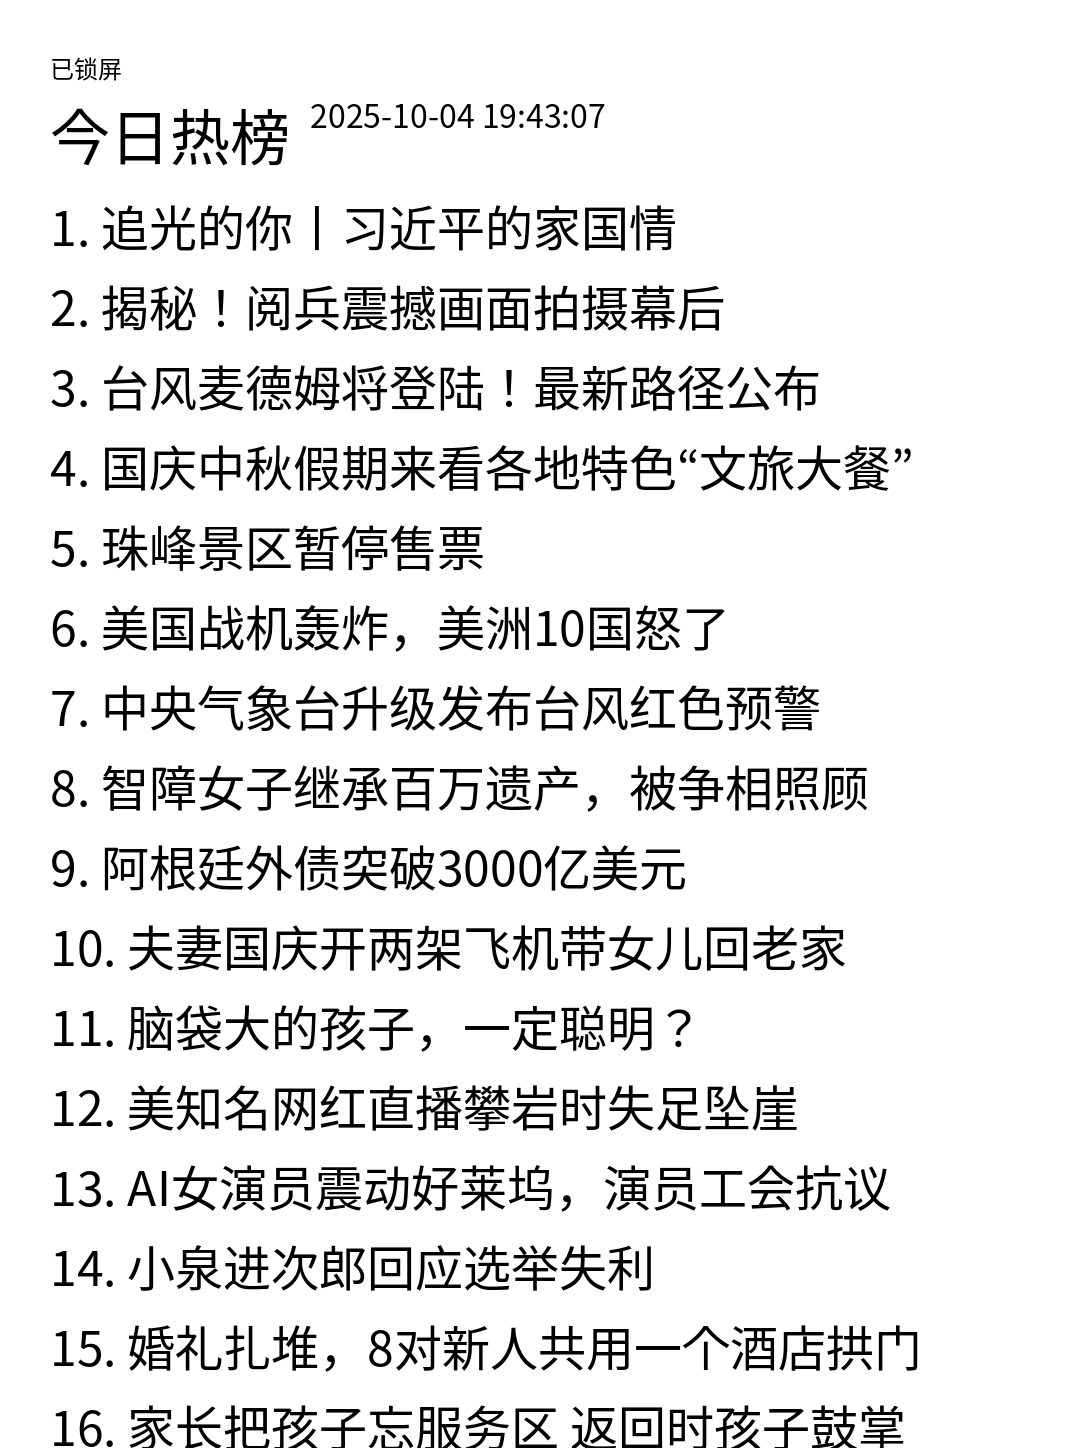 已锁屏
今日热榜 2025-10-04 19:43:07
1. 追光的你丨习近平的家国情
2. 揭秘！阅兵震撼画面拍摄幕后
3. 台风麦德姆将登陆！最新路径公布
4. 国庆中秋假期来看各地特色“文旅大餐”
5. 珠峰景区暂停售票
6. 美国战机轰炸，美洲10国怒了
7. 中央气象台升级发布台风红色预警
8. 智障女子继承百万遗产，被争相照顾
9. 阿根廷外债突破3000亿美元
10. 夫妻国庆开两架飞机带女儿回老家
11. 脑袋大的孩子，一定聪明？
12. 美知名网红直播攀岩时失足坠崖
13. AI女演员震动好莱坞，演员工会抗议
14. 小泉进次郎回应选举失利
15. 婚礼扎堆，8对新人共用一个酒店拱门
16. 家长把孩子忘服务区 返回时孩子鼓掌